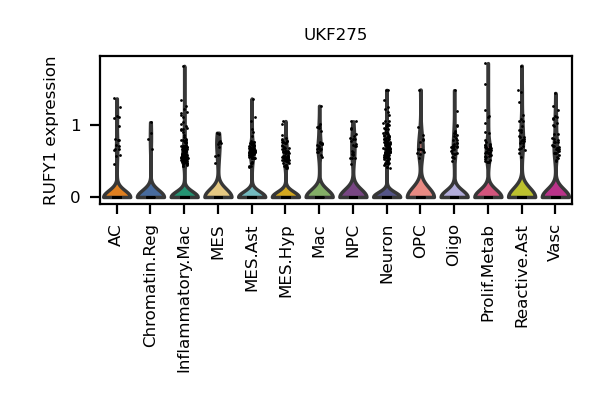 UKF275
RUFY1 expression
1
0
AC
Chromatin.Reg
Inflammatory.Mac
MES
MES.Ast
MES.Hyp
Mac
NPC
Neuron
OPC
Oligo
Prolif.Metab
Reactive.Ast
Vasc